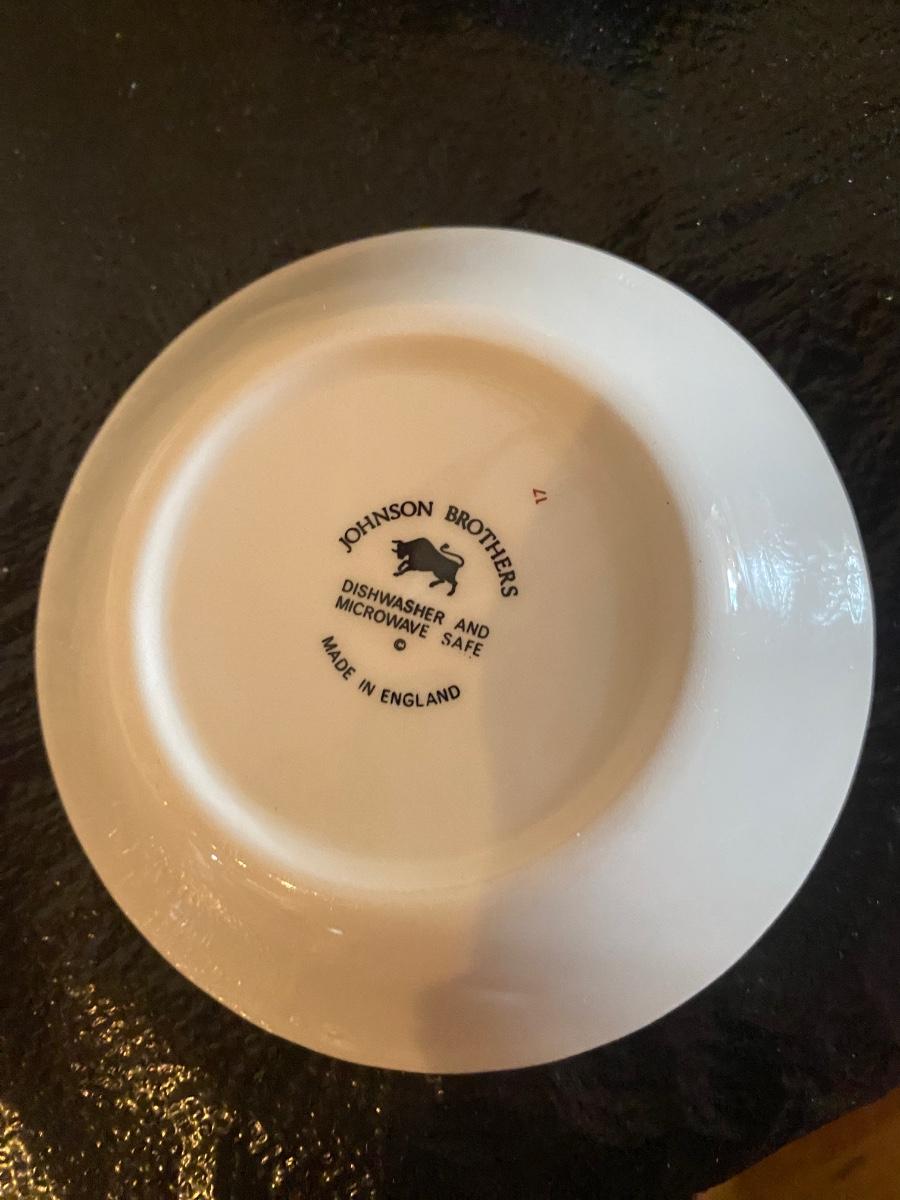 JOHNSON BROTHERS
DISHWASHER AND
MICROWAVE SAFE
©
MADE IN ENGLAND
17